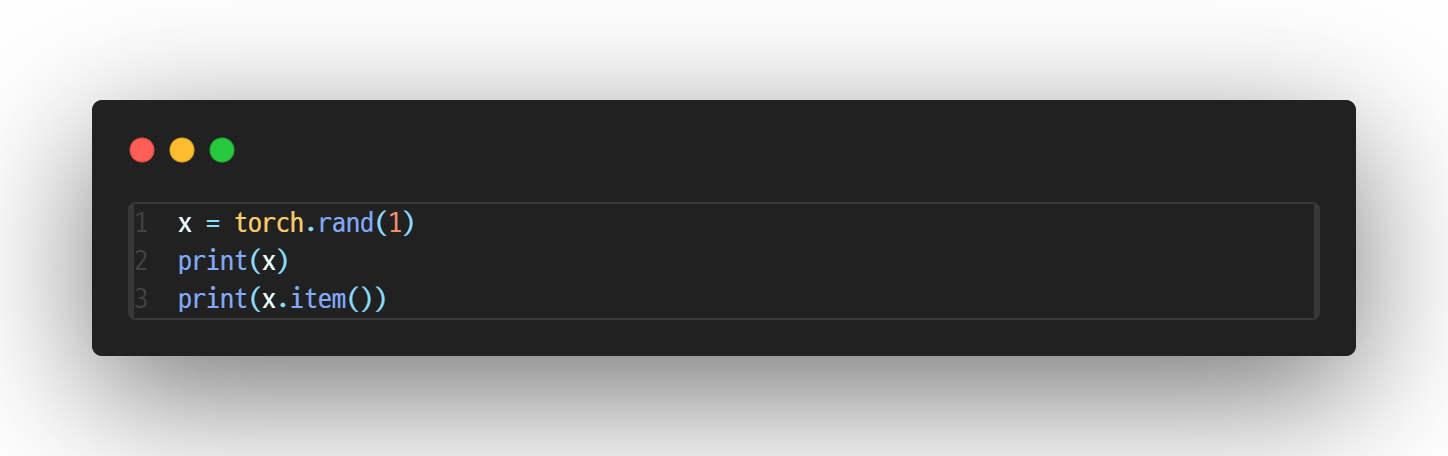 1 x = torch.rand(1)
2 print(x)
3 print(x.item())